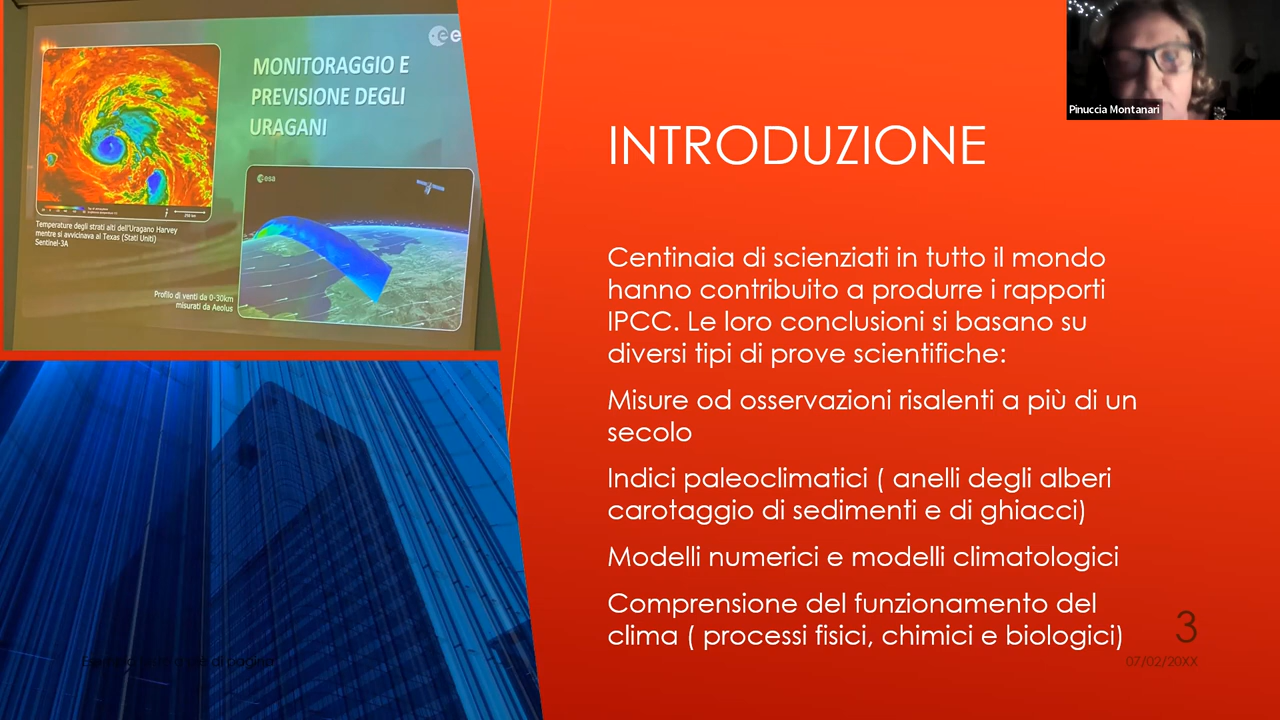 esa
MONITORAGGIO E
PREVISIONE DEGLI
URAGANI
Temperature degli strati alti dell'Uragano Harvey
mentre si avvicinava al Texas (Stati Uniti)
Sentinel-3A
esa
Profilo di venti da 0-30km
misurati da Aeolus
INTRODUZIONE
Centinaia di scienziati in tutto il mondo
hanno contribuito a produrre i rapporti
IPCC. Le loro conclusioni si basano su
diversi tipi di prove scientifiche:
Misure od osservazioni risalenti a più di un
secolo
Indici paleoclimatici ( anelli degli alberi
carotaggio di sedimenti e di ghiacci)
Modelli numerici e modelli climatologici
Comprensione del funzionamento del
clima ( processi fisici, chimici e biologici)
3
07/02/20XX
Pinuccia Montanari